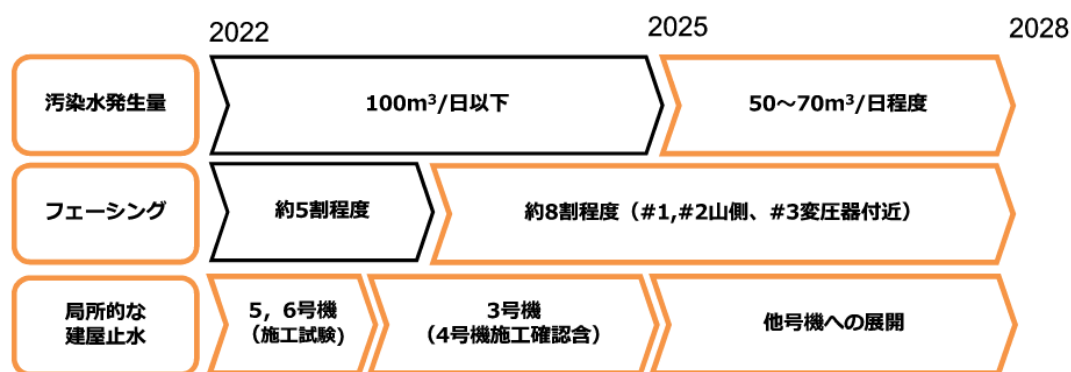 2022
2025
2028
汚染水発生量
100m³/日以下
50～70m³/日程度
フェーシング
約5割程度
約8割程度（#1,#2山側、#3変圧器付近）
局所的な
建屋止水
5，6号機
（施工試験)
3号機
（4号機施工確認含）
他号機への展開